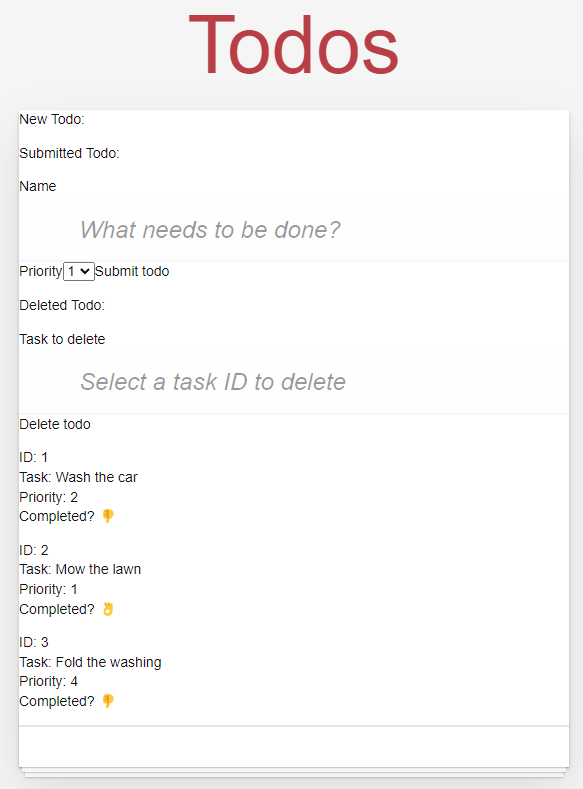 Todos
New Todo:
Submitted Todo:
Name
What needs to be done?
Priority 1 Submit todo
Deleted Todo:
Task to delete
Select a task ID to delete
Delete todo
ID: 1
Task: Wash the car
Priority: 2
Completed? 👎
ID: 2
Task: Mow the lawn
Priority: 1
Completed? 👌
ID: 3
Task: Fold the washing
Priority: 4
Completed? 👎